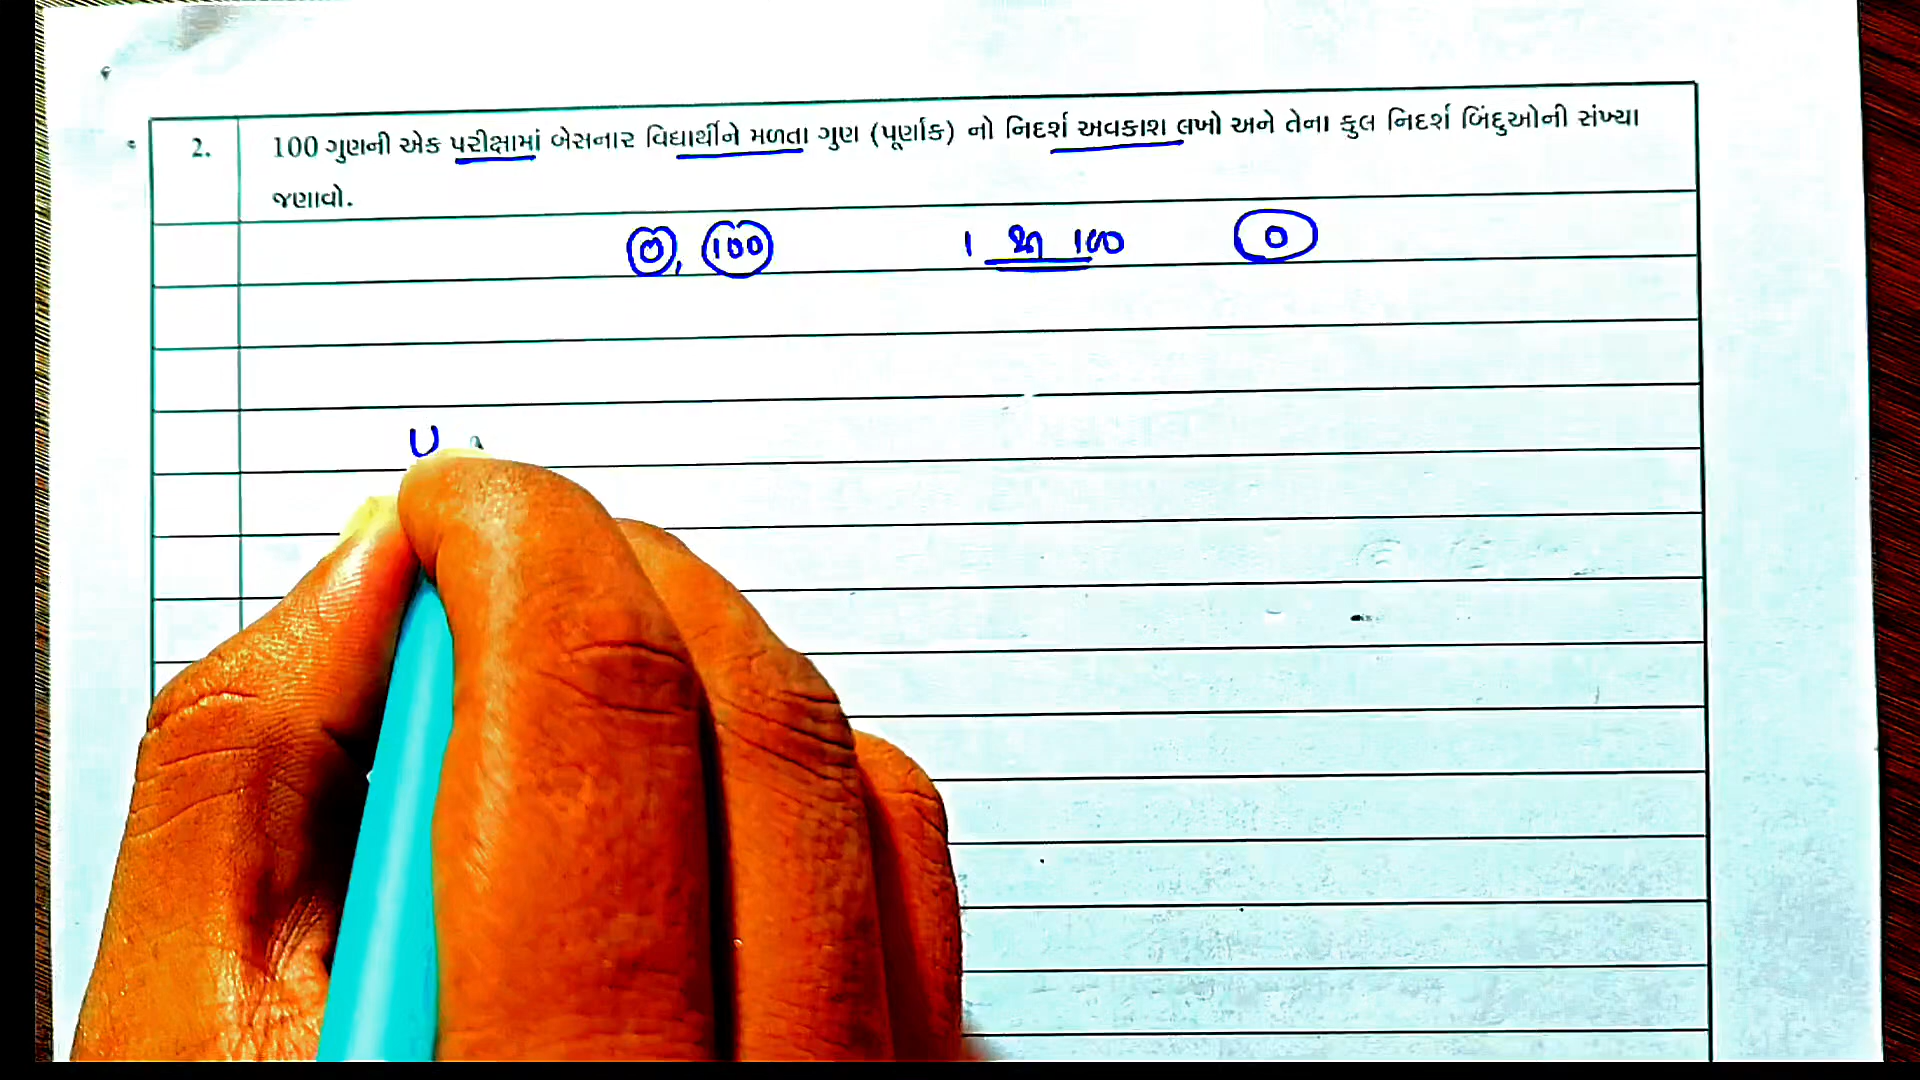 2. 100 ગુણની એક પરીક્ષામાં બેસનાર વિદ્યાર્થીને મળતા ગુણ (પૂર્ણાંક) નો નિદર્શ અવકાશ લખો અને તેના કુલ નિદર્શ બિંદુઓની સંખ્યા
જણાવો.
0, 100 1 થી 100 0
U